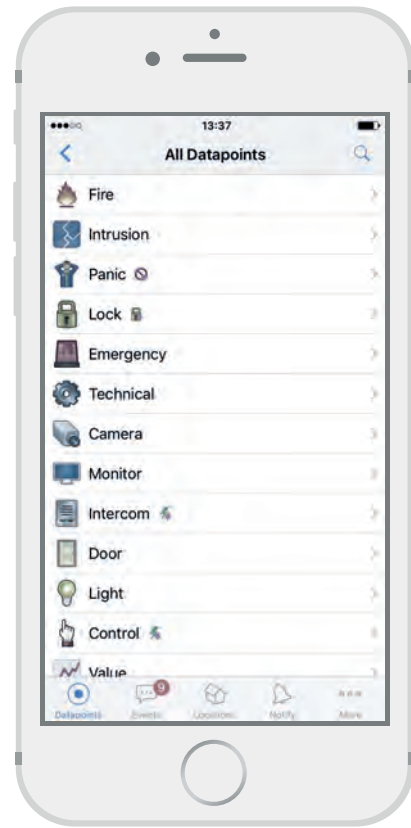 13:37
All Datapoints
Fire
Intrusion
Panic
Lock
Emergency
Technical
Camera
Monitor
Intercom
Door
Light
Control
Value
9
Datapoints Events Locations Notify More